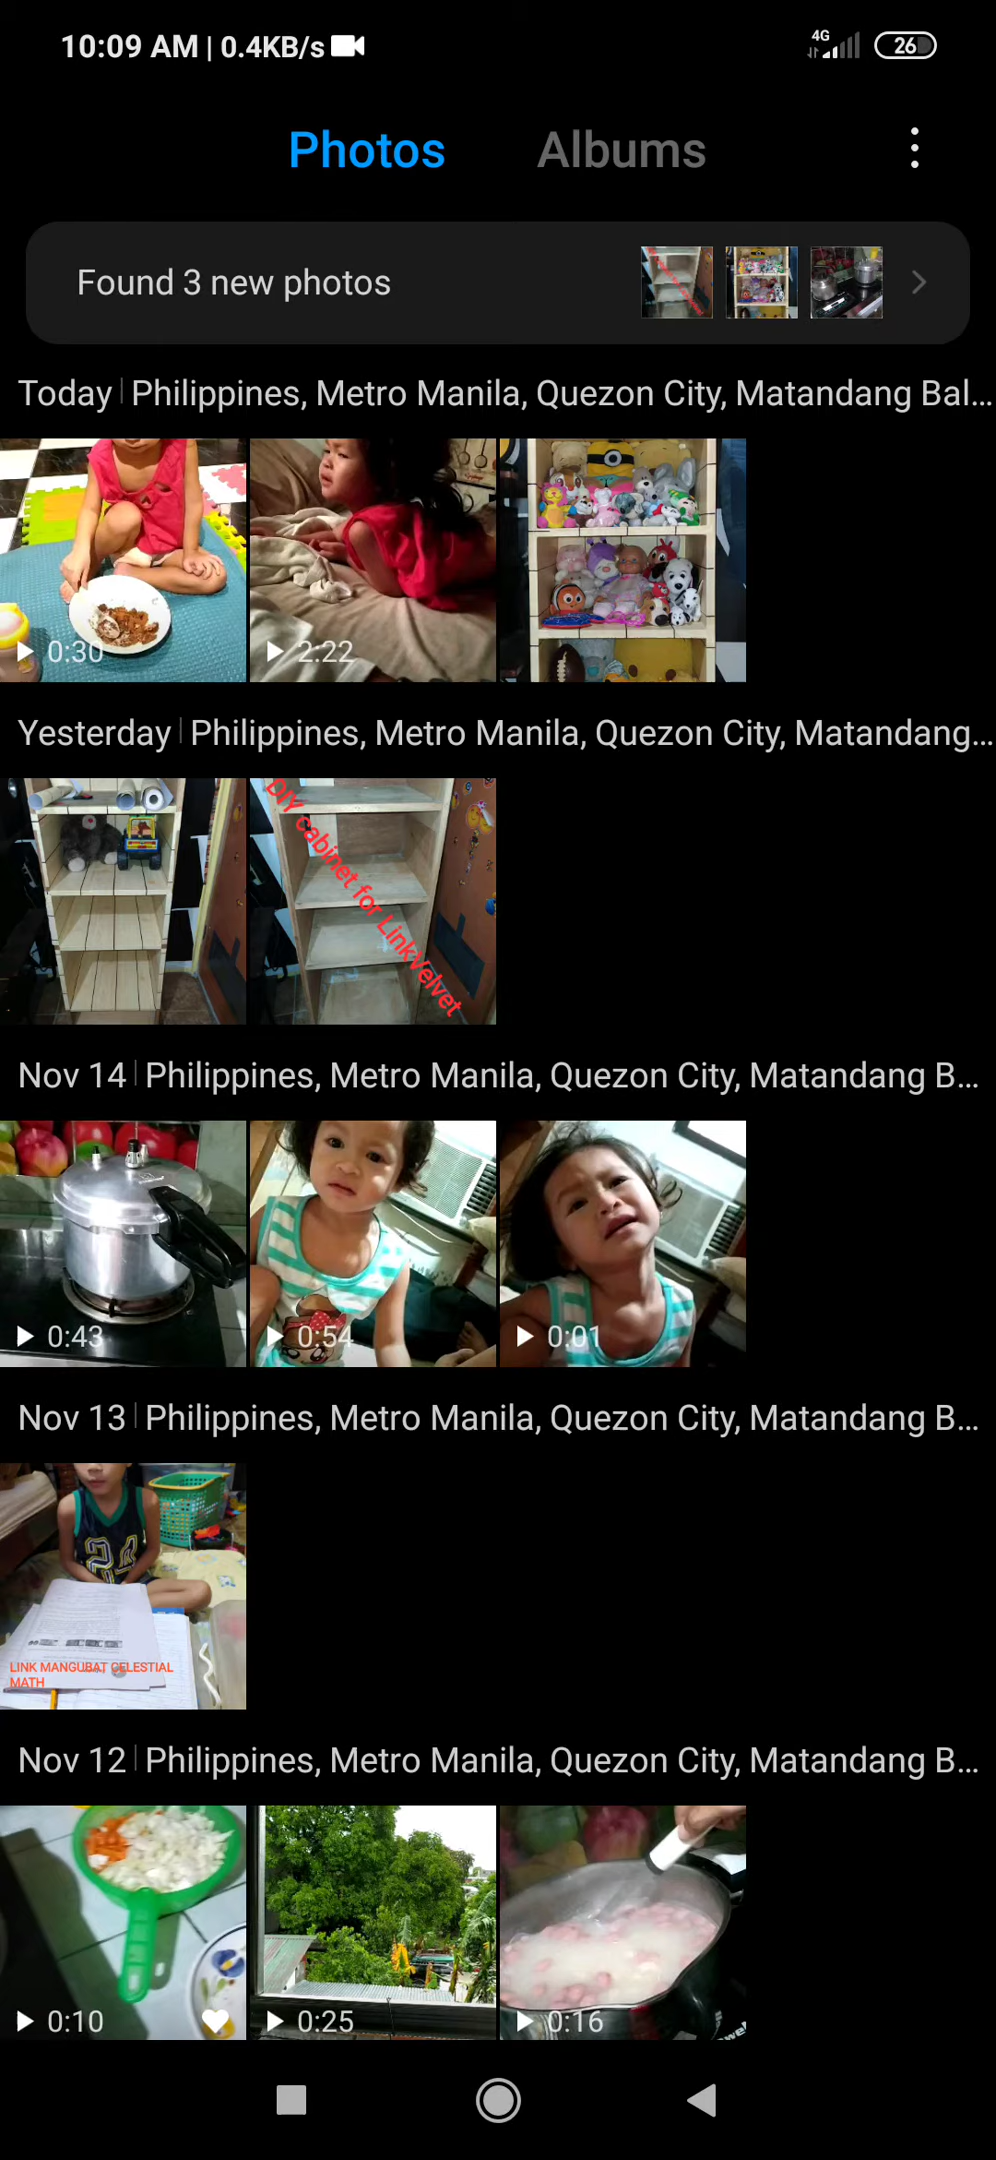 10:09 AM | 0.4KB/s 4G 26
Photos Albums
Found 3 new photos
Today | Philippines, Metro Manila, Quezon City, Matandang Bal...
0:30 2:22
Yesterday | Philippines, Metro Manila, Quezon City, Matandang...
DIY cabinet for LinkVelvet
Nov 14 | Philippines, Metro Manila, Quezon City, Matandang B...
0:43 0:54 0:01
Nov 13 | Philippines, Metro Manila, Quezon City, Matandang B...
24
LINK MANGUBAT CELESTIAL
MATH
Nov 12 | Philippines, Metro Manila, Quezon City, Matandang B...
0:10 0:25 0:16